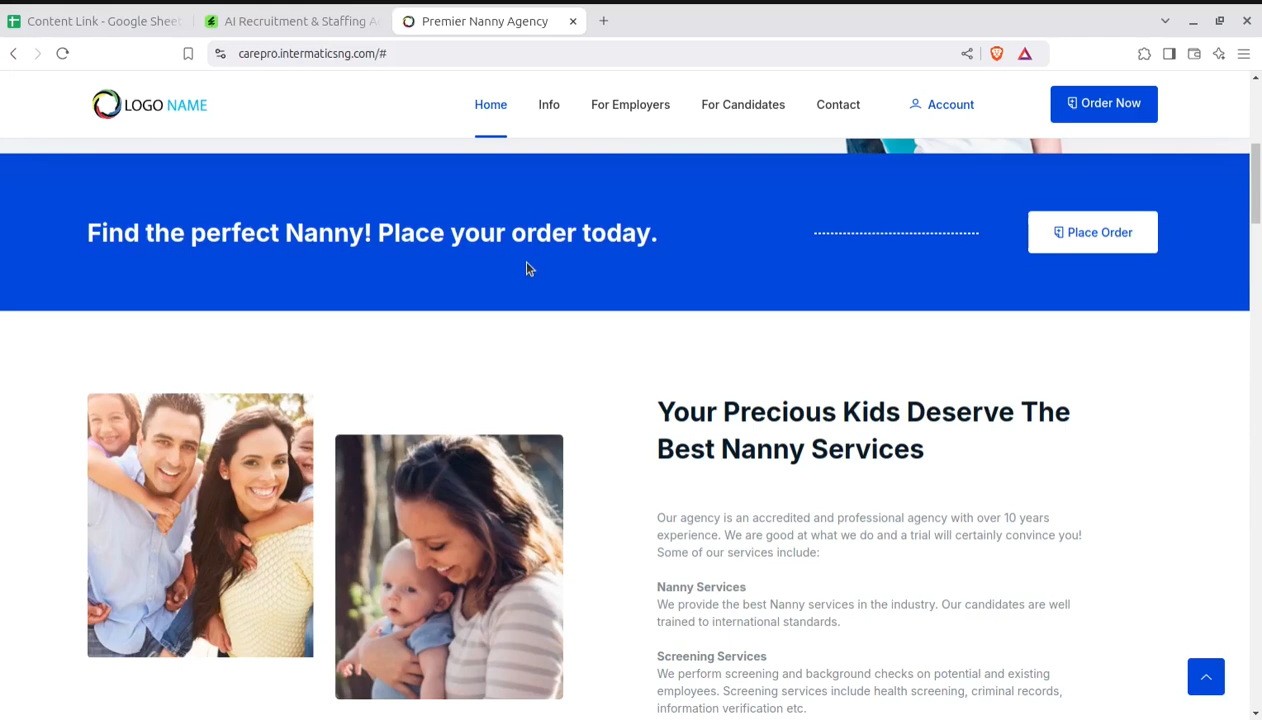 Content Link - Google Sheet
AI Recruitment & Staffing A
Premier Nanny Agency
carepro.intermaticsng.com/#
LOGO NAME
Home
Info
For Employers
For Candidates
Contact
Account
Order Now
Find the perfect Nanny! Place your order today.
Place Order
Your Precious Kids Deserve The
Best Nanny Services
Our agency is an accredited and professional agency with over 10 years
experience. We are good at what we do and a trial will certainly convince you!
Some of our services include:
Nanny Services
We provide the best Nanny services in the industry. Our candidates are well
trained to international standards.
Screening Services
We perform screening and background checks on potential and existing
employees. Screening services include health screening, criminal records,
information verification etc.